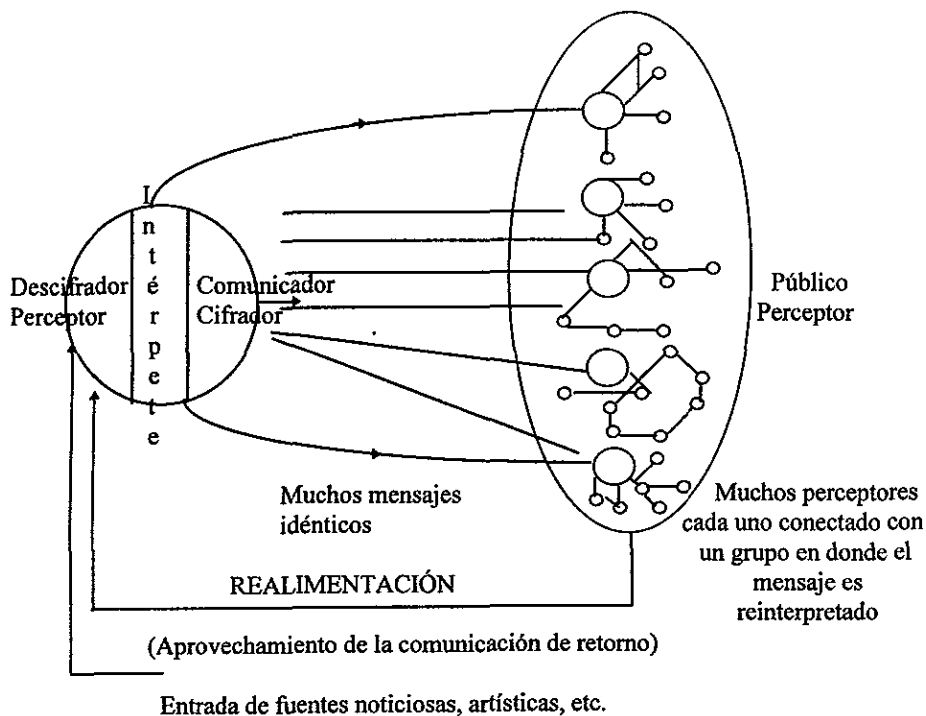 Intérprete
Descifrador
Perceptor
Comunicador
Cifrador
Público
Perceptor
Muchos mensajes
idénticos
Muchos perceptores
cada uno conectado con
un grupo en donde el
mensaje es
reinterpretado
REALIMENTACIÓN
(Aprovechamiento de la comunicación de retorno)
Entrada de fuentes noticiosas, artísticas, etc.